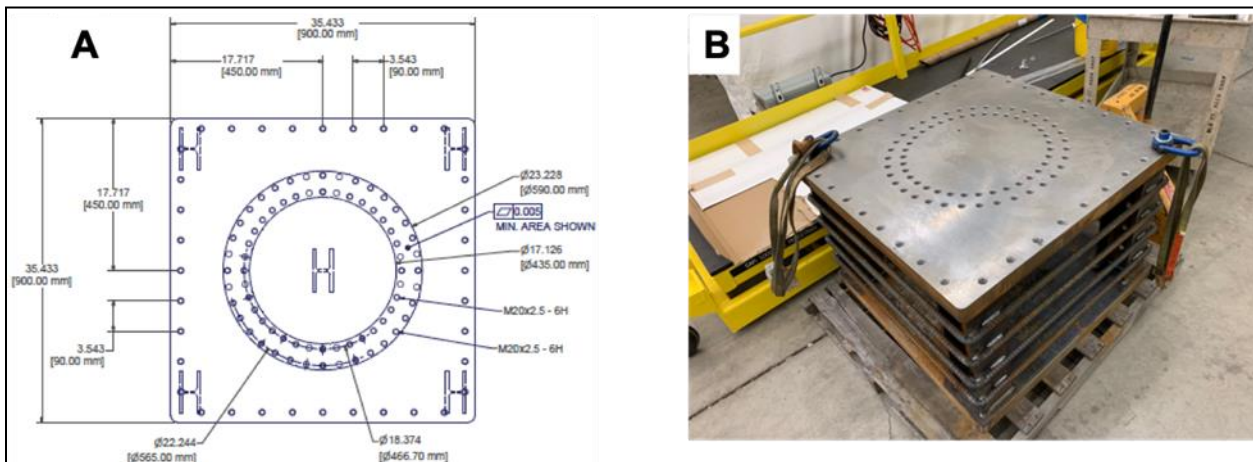 A
B
35.433
[900.00 mm]
17.717
[450.00 mm]
3.543
[90.00 mm]
17.717
[450.00 mm]
35.433
[900.00 mm]
3.543
[90.00 mm]
Ø23.228
[Ø590.00 mm]
⏥ 0.005
MIN. AREA SHOWN
Ø17.126
[Ø435.00 mm]
M20x2.5 - 6H
M20x2.5 - 6H
Ø22.244
[Ø565.00 mm]
Ø18.374
[Ø466.70 mm]